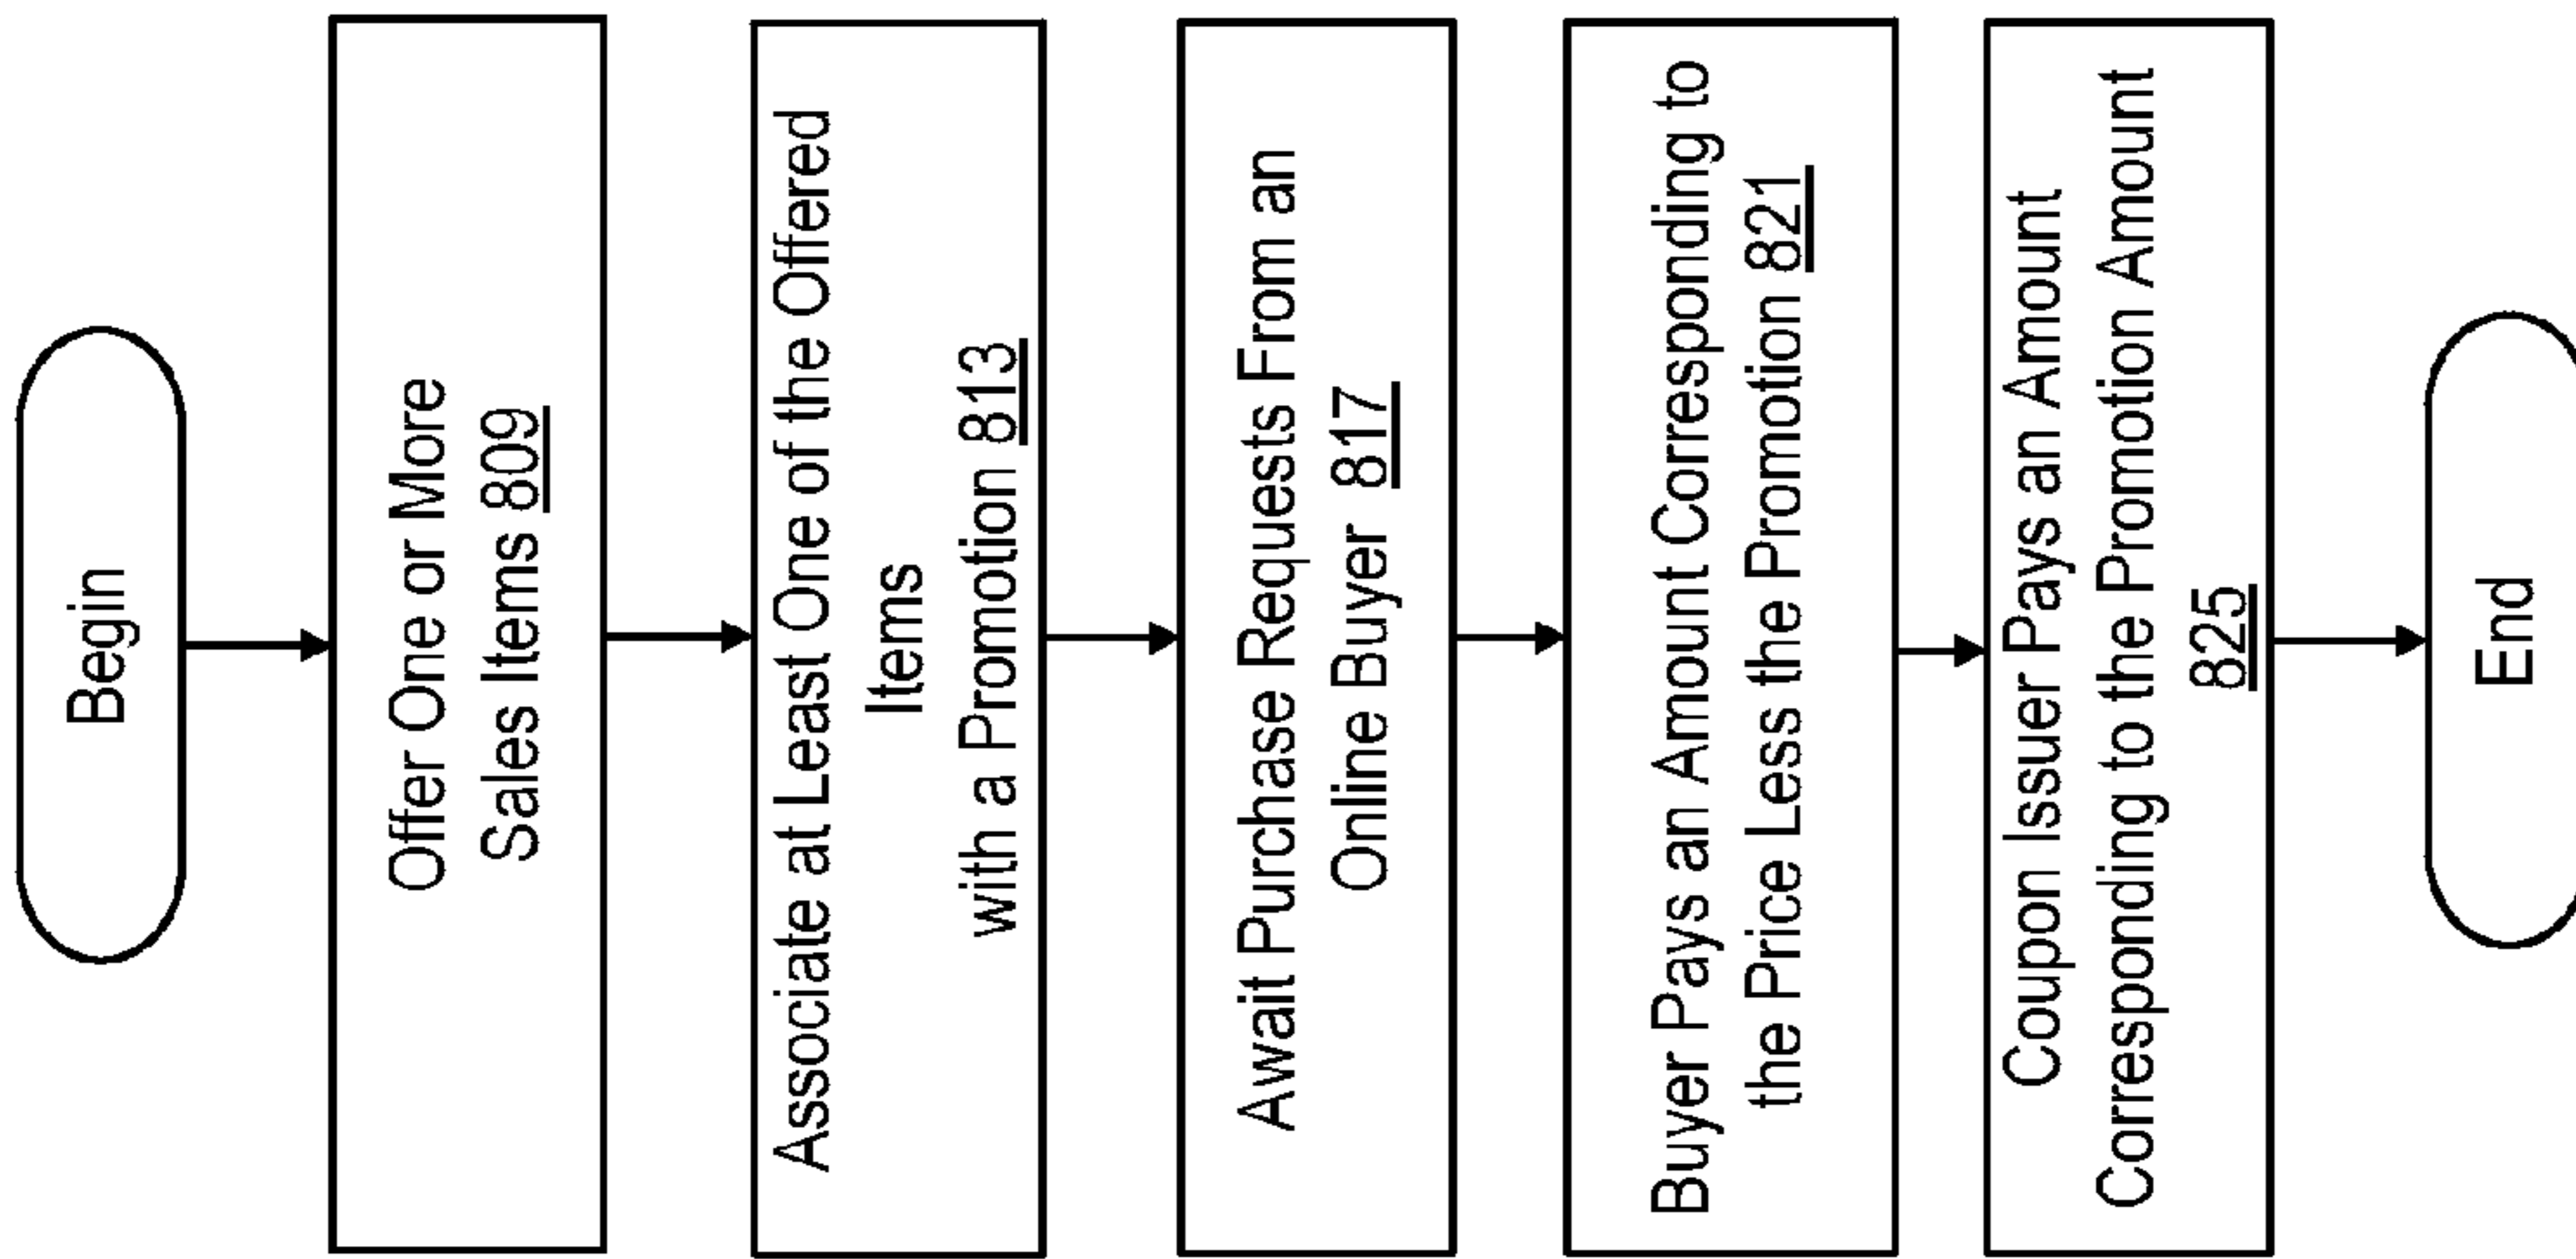 Begin
Offer One or More
Sales Items 809
Associate at Least One of the Offered
Items
with a Promotion 813
Await Purchase Requests From an
Online Buyer 817
Buyer Pays an Amount Corresponding to
the Price Less the Promotion 821
Coupon Issuer Pays an Amount
Corresponding to the Promotion Amount
825
End